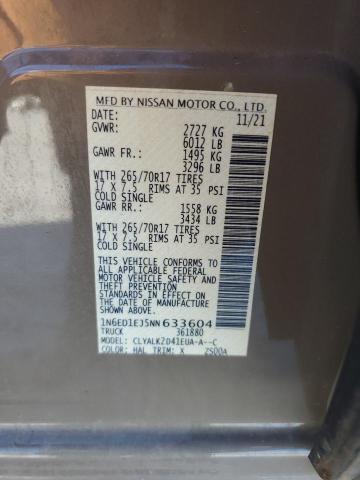 MFD BY NISSAN MOTOR CO., LTD.
DATE: 11/21
GVWR: 2727 KG
6012 LB
GAWR FR.: 1495 KG
3296 LB
WITH 265/70R17 TIRES
17 X 7.5 RIMS AT 35 PSI
COLD SINGLE
GAWR RR.: 1558 KG
3434 LB
WITH 265/70R17 TIRES
17 X 7.5 RIMS AT 35 PSI
COLD SINGLE
THIS VEHICLE CONFORMS TO
ALL APPLICABLE FEDERAL
MOTOR VEHICLE SAFETY AND
THEFT PREVENTION
STANDARDS IN EFFECT ON
THE DATE OF MANUFACTURE
SHOWN ABOVE.
1N6ED1EJ5NN633604
TRUCK 361880
MODEL: CLYALKZD41EUA-A--C
COLOR: HAL TRIM: X